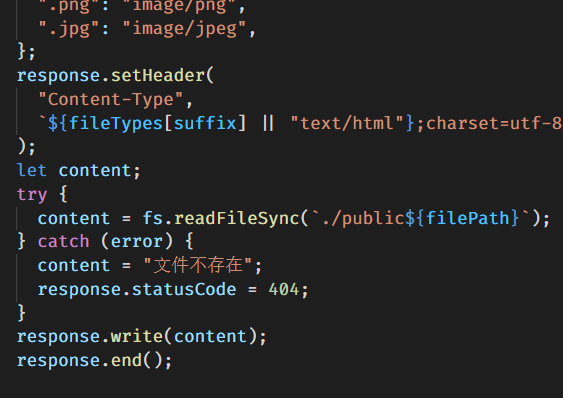 ".png": "image/png",
".jpg": "image/jpeg",
};
response.setHeader(
"Content-Type",
`${fileTypes[suffix] || "text/html"};charset=utf-8
);
let content;
try {
content = fs.readFileSync(`./public${filePath}`);
} catch (error) {
content = "文件不存在";
response.statusCode = 404;
}
response.write(content);
response.end();